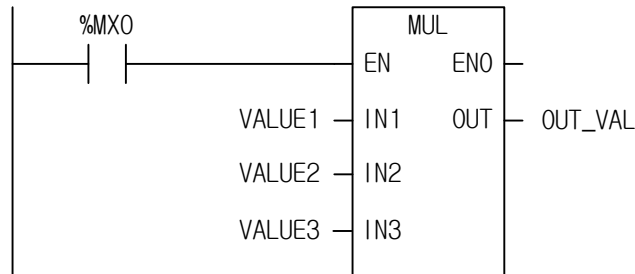 %MX0 MUL
EN ENO
VALUE1 IN1 OUT OUT_VAL
VALUE2 IN2
VALUE3 IN3